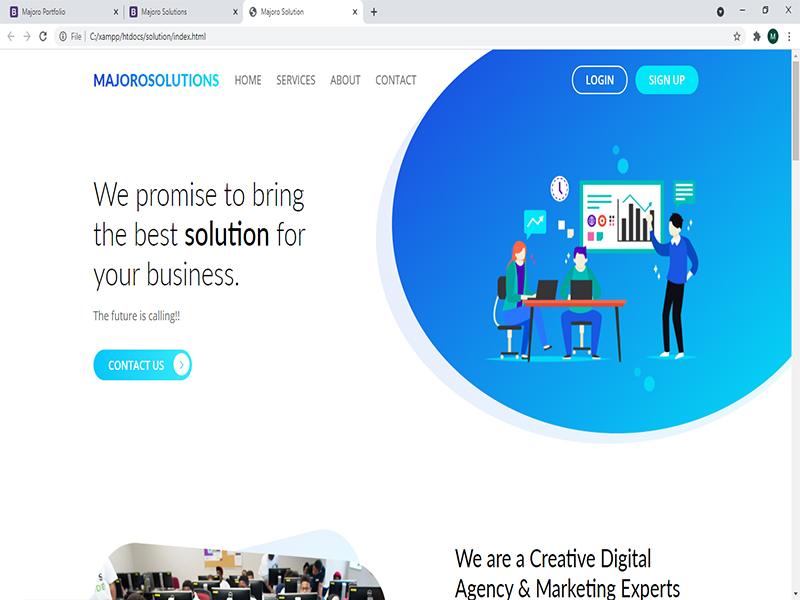 Majoro Portfolio
Majoro Solutions
Majoro Solution
File
C:/xampp/htdocs/solution/index.html
M
MAJOROSOLUTIONS
HOME
SERVICES
ABOUT
CONTACT
LOGIN
SIGN UP
We promise to bring
the best solution for
your business.
The future is calling!!
CONTACT US
We are a Creative Digital
Agency & Marketing Experts